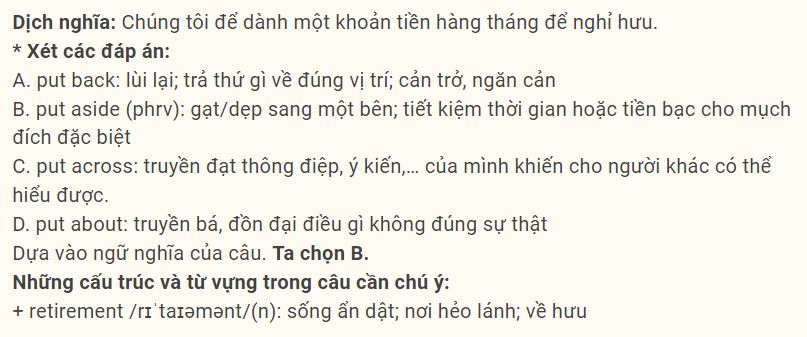 Dịch nghĩa: Chúng tôi để dành một khoản tiền hàng tháng để nghỉ hưu.
* Xét các đáp án:
A. put back: lùi lại; trả thứ gì về đúng vị trí; cản trở, ngăn cản
B. put aside (phrv): gạt/dẹp sang một bên; tiết kiệm thời gian hoặc tiền bạc cho mụch
đích đặc biệt
C. put across: truyền đạt thông điệp, ý kiến,... của mình khiến cho người khác có thể
hiểu được.
D. put about: truyền bá, đồn đại điều gì không đúng sự thật
Dựa vào ngữ nghĩa của câu. Ta chọn B.
Những cấu trúc và từ vựng trong câu cần chú ý:
+ retirement /rɪˈtaɪəmənt/(n): sống ẩn dật; nơi hẻo lánh; về hưu